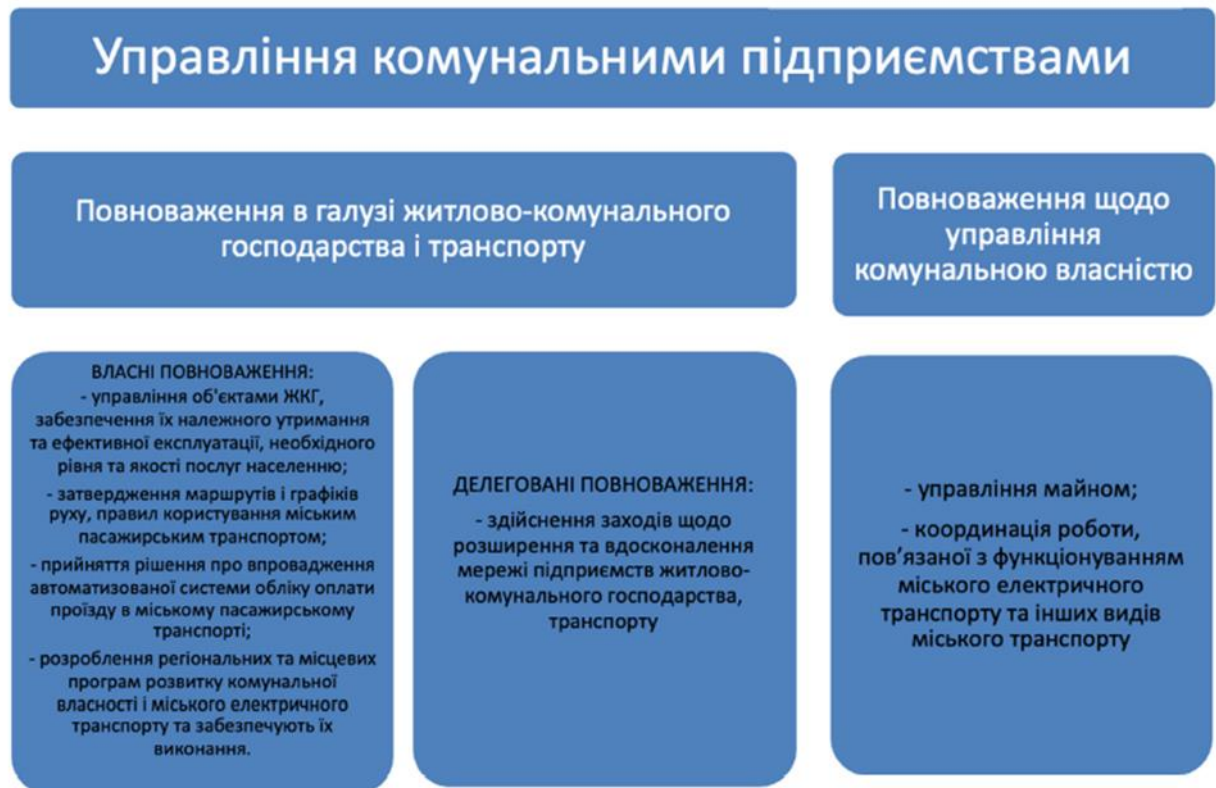 Управління комунальними підприємствами
Повноваження в галузі житлово-комунального
господарства і транспорту
Повноваження щодо
управління
комунальною власністю
ВЛАСНІ ПОВНОВАЖЕННЯ:
- управління об'єктами ЖКГ,
забезпечення їх належного утримання
та ефективної експлуатації, необхідного
рівня та якості послуг населенню;
- затвердження маршрутів і графіків
руху, правил користування міським
пасажирським транспортом;
- прийняття рішення про впровадження
автоматизованої системи обліку оплати
проїзду в міському пасажирському
транспорті;
- розроблення регіональних та місцевих
програм розвитку комунальної
власності і міського електричного
транспорту та забезпечують їх
виконання.
ДЕЛЕГОВАНІ ПОВНОВАЖЕННЯ:
- здійснення заходів щодо
розширення та вдосконалення
мережі підприємств житлово-
комунального господарства,
транспорту
- управління майном;
- координація роботи,
пов’язаної з функціонуванням
міського електричного
транспорту та інших видів
міського транспорту